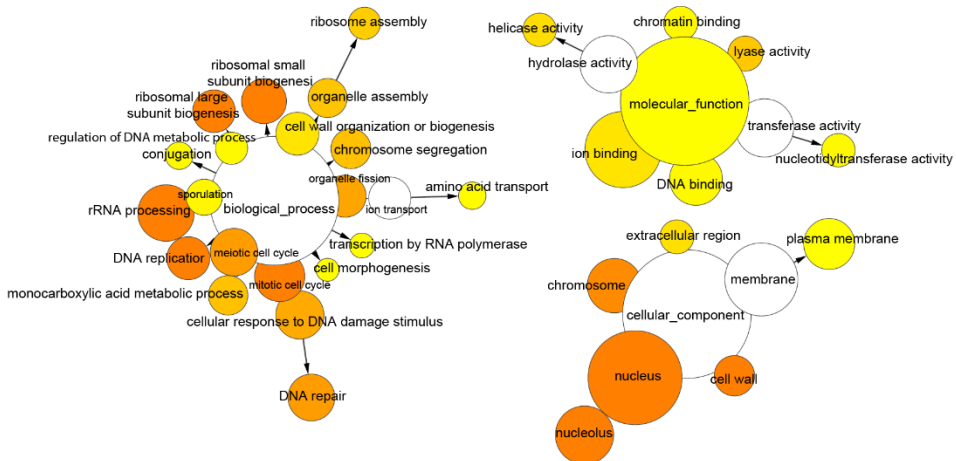 ribosome assembly
ribosomal small
subunit biogenesi
organelle assembly
ribosomal large
subunit biogenesis
cell wall organization or biogenesis
regulation of DNA metabolic process
chromosome segregation
conjugation
organelle fission
amino acid transport
sporulation
biological_process
ion transport
rRNA processing
transcription by RNA polymerase
meiotic cell cycle
DNA replicatior
cell morphogenesis
mitotic cell cycle
monocarboxylic acid metabolic process
cellular response to DNA damage stimulus
DNA repair
chromatin binding
helicase activity
lyase activity
hydrolase activity
molecular_function
transferase activity
ion binding
nucleotidyltransferase activity
DNA binding
extracellular region
plasma membrane
chromosome
membrane
cellular_component
nucleus
cell wall
nucleolus